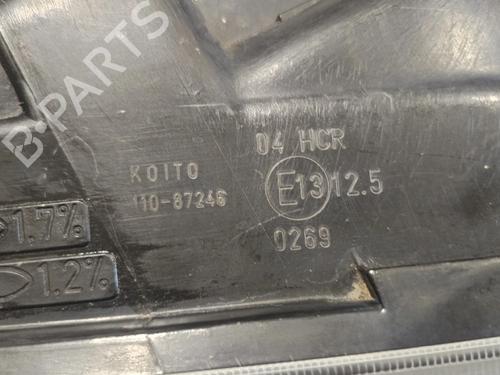 B-PARTS
04 HCR
KOITO
110-87246
E13 12.5
0269
1.7%
1.2%